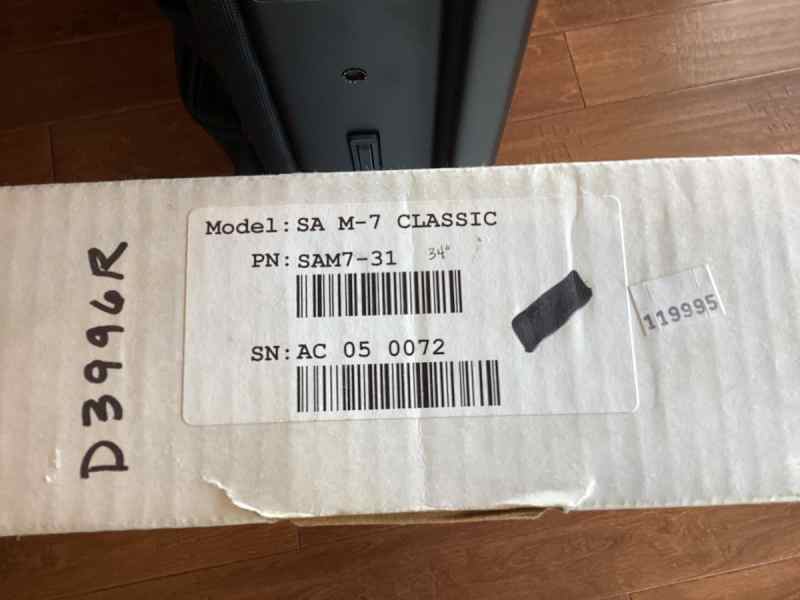 Model: SA M-7 CLASSIC
PN: SAM7-31 34"
SN: AC 05 0072
119995
D3996R